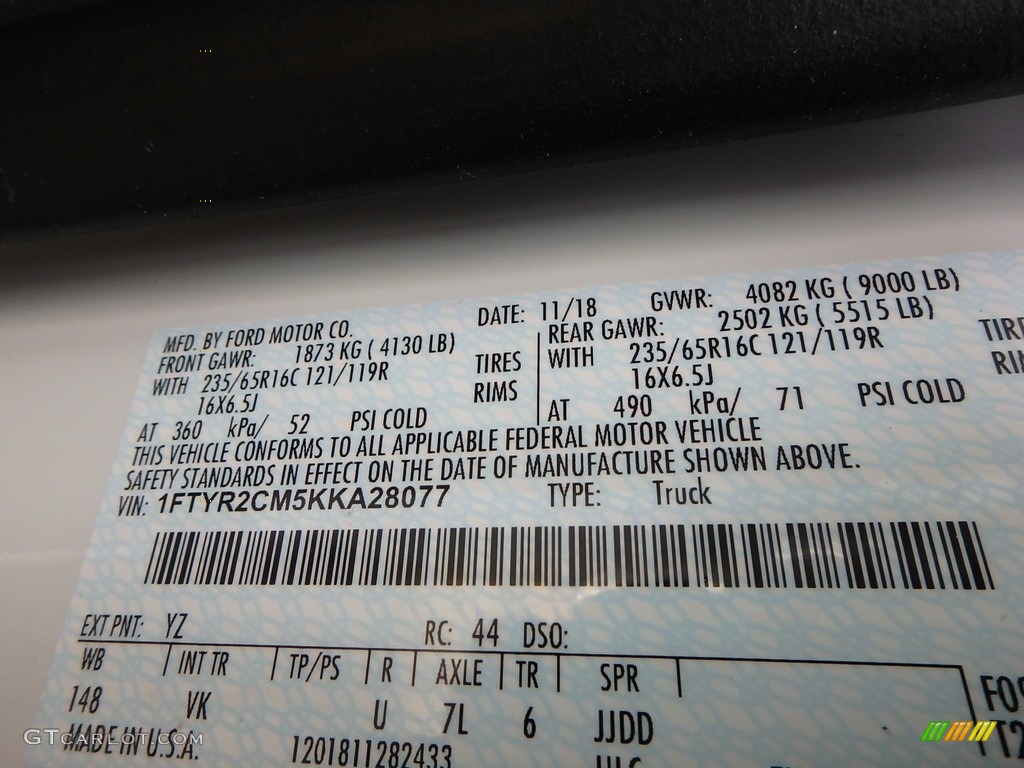 MFD. BY FORD MOTOR CO. DATE: 11/18 GVWR: 4082 KG ( 9000 LB)
FRONT GAWR: 1873 KG ( 4130 LB) REAR GAWR: 2502 KG ( 5515 LB)
WITH 235/65R16C 121/119R TIRES WITH 235/65R16C 121/119R
16X6.5J RIMS 16X6.5J
AT 360 kPa/ 52 PSI COLD AT 490 kPa/ 71 PSI COLD
THIS VEHICLE CONFORMS TO ALL APPLICABLE FEDERAL MOTOR VEHICLE
SAFETY STANDARDS IN EFFECT ON THE DATE OF MANUFACTURE SHOWN ABOVE.
VIN: 1FTYR2CM5KKA28077 TYPE: Truck
EXT PNT: YZ RC: 44 DSO:
WB INT TR TP/PS R AXLE TR SPR
148 VK U 7L 6 JJDD
MADE IN U.S.A. 1201811282433
GTCarLot.com